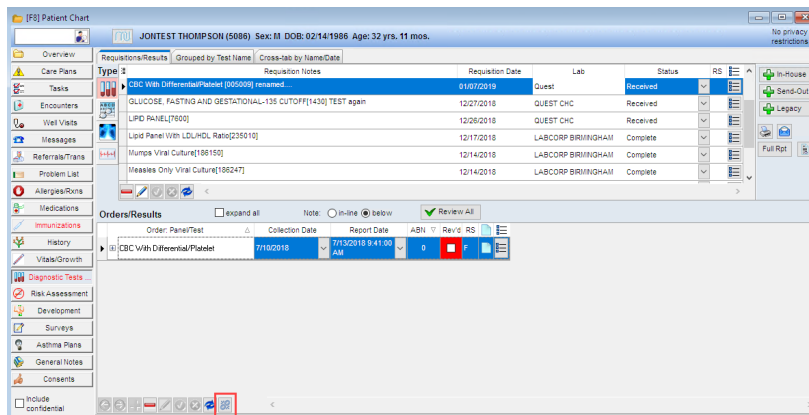 [F8] Patient Chart
JONTEST THOMPSON (5086) Sex: M DOB: 02/14/1986 Age: 32 yrs. 11 mos.
No privacy
restrictions
Overview
Care Plans
Tasks
Encounters
Well Visits
Messages
Referrals/Trans
Problem List
Allergies/Rxns
Medications
Immunizations
History
Vitals/Growth
Diagnostic Tests ...
Risk Assessment
Development
Surveys
Asthma Plans
General Notes
Consents
Include
confidential
Requisitions/Results Grouped by Test Name Cross-tab by Name/Date
Type Requisition Notes Requisition Date Lab Status RS
CBC With Differential/Platelet [005009] renamed.... 01/07/2019 Quest Received
GLUCOSE, FASTING AND GESTATIONAL-135 CUTOFF[1430] TEST again 12/27/2018 QUEST CHC Received
LIPID PANEL[7600] 12/26/2018 QUEST CHC Received
Lipid Panel With LDL/HDL Ratio[235010] 12/17/2018 LABCORP BIRMINGHAM Complete
Mumps Viral Culture[186150] 12/14/2018 LABCORP BIRMINGHAM Complete
Measles Only Viral Culture[186247] 12/14/2018 LABCORP BIRMINGHAM Complete
In-House
Send-Out
Legacy
Full Rpt
Orders/Results expand all Note: in-line below Review All
Order: Panel/Test Collection Date Report Date ABN Rev'd RS
CBC With Differential/Platelet 7/10/2018 7/13/2018 9:41:00 AM 0 F